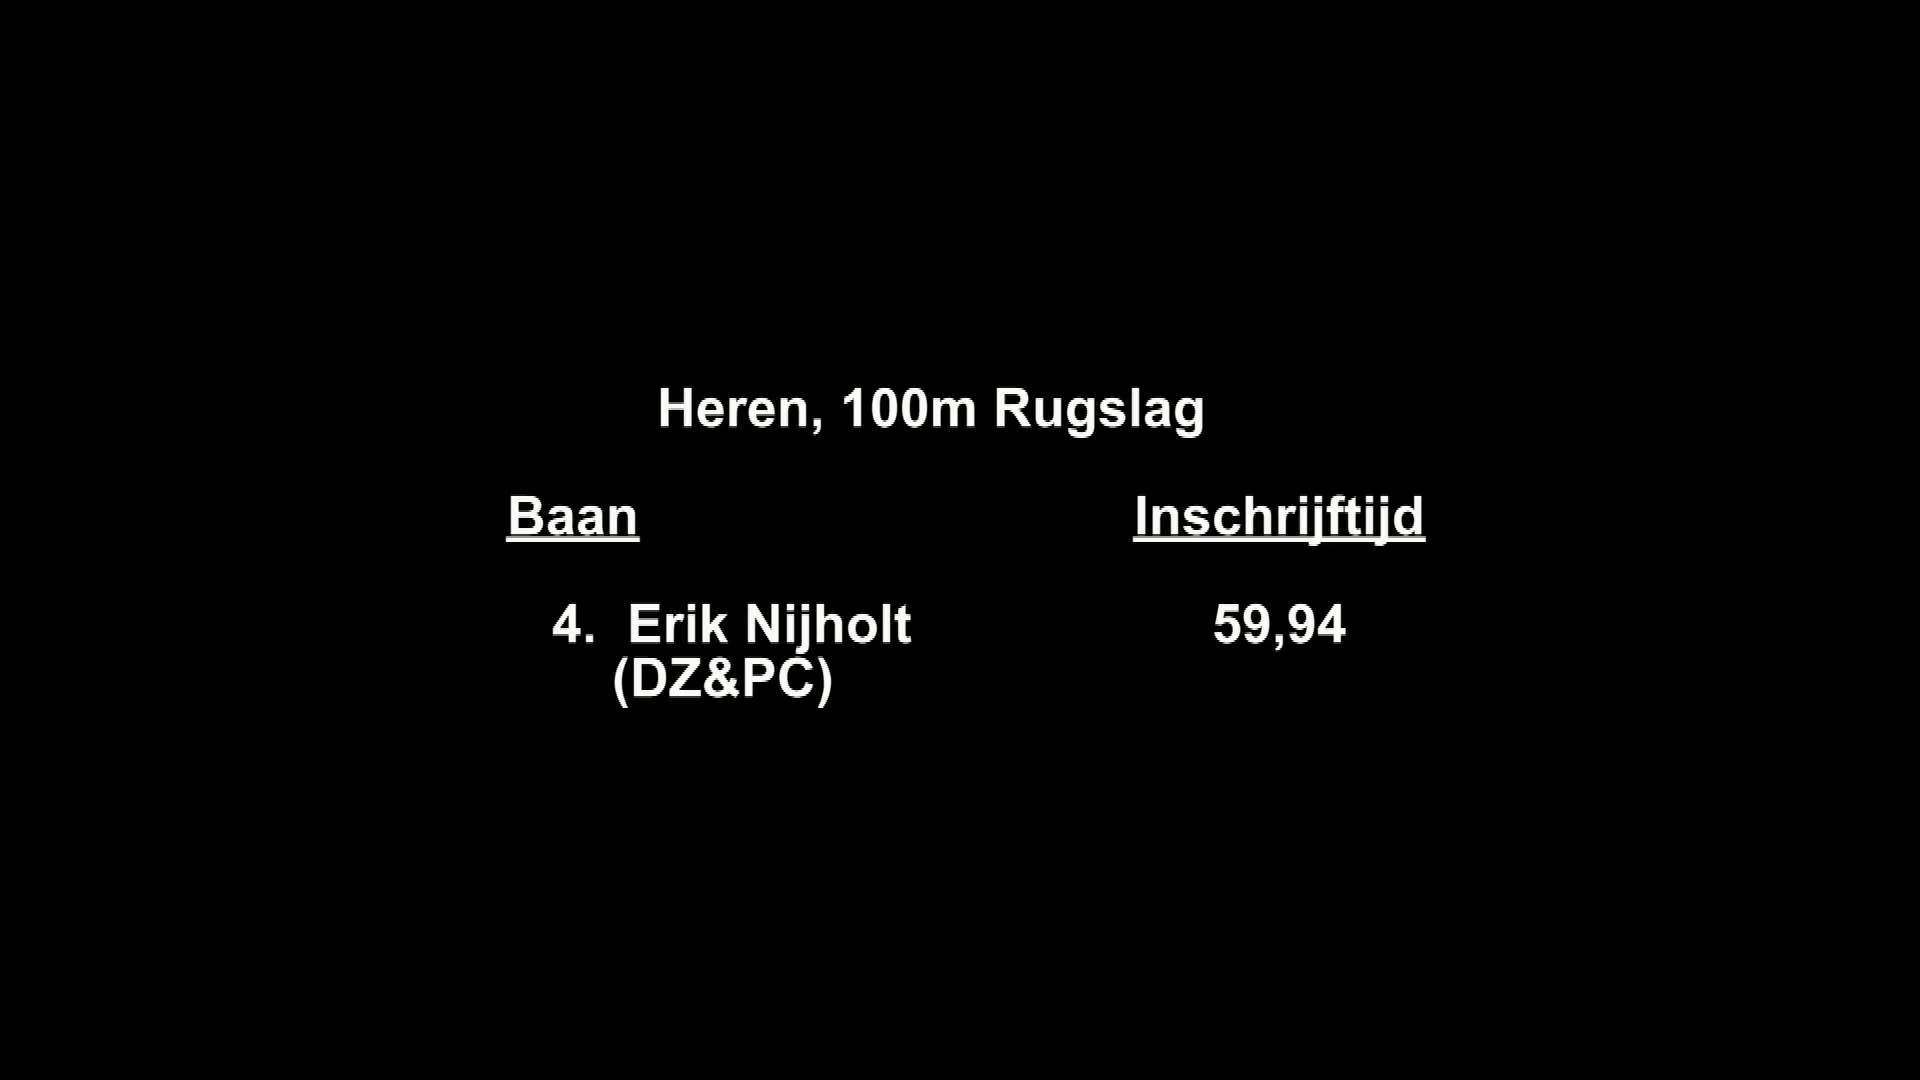 Heren, 100m Rugslag
Baan Inschrijftijd
4. Erik Nijholt 59,94
(DZ&PC)